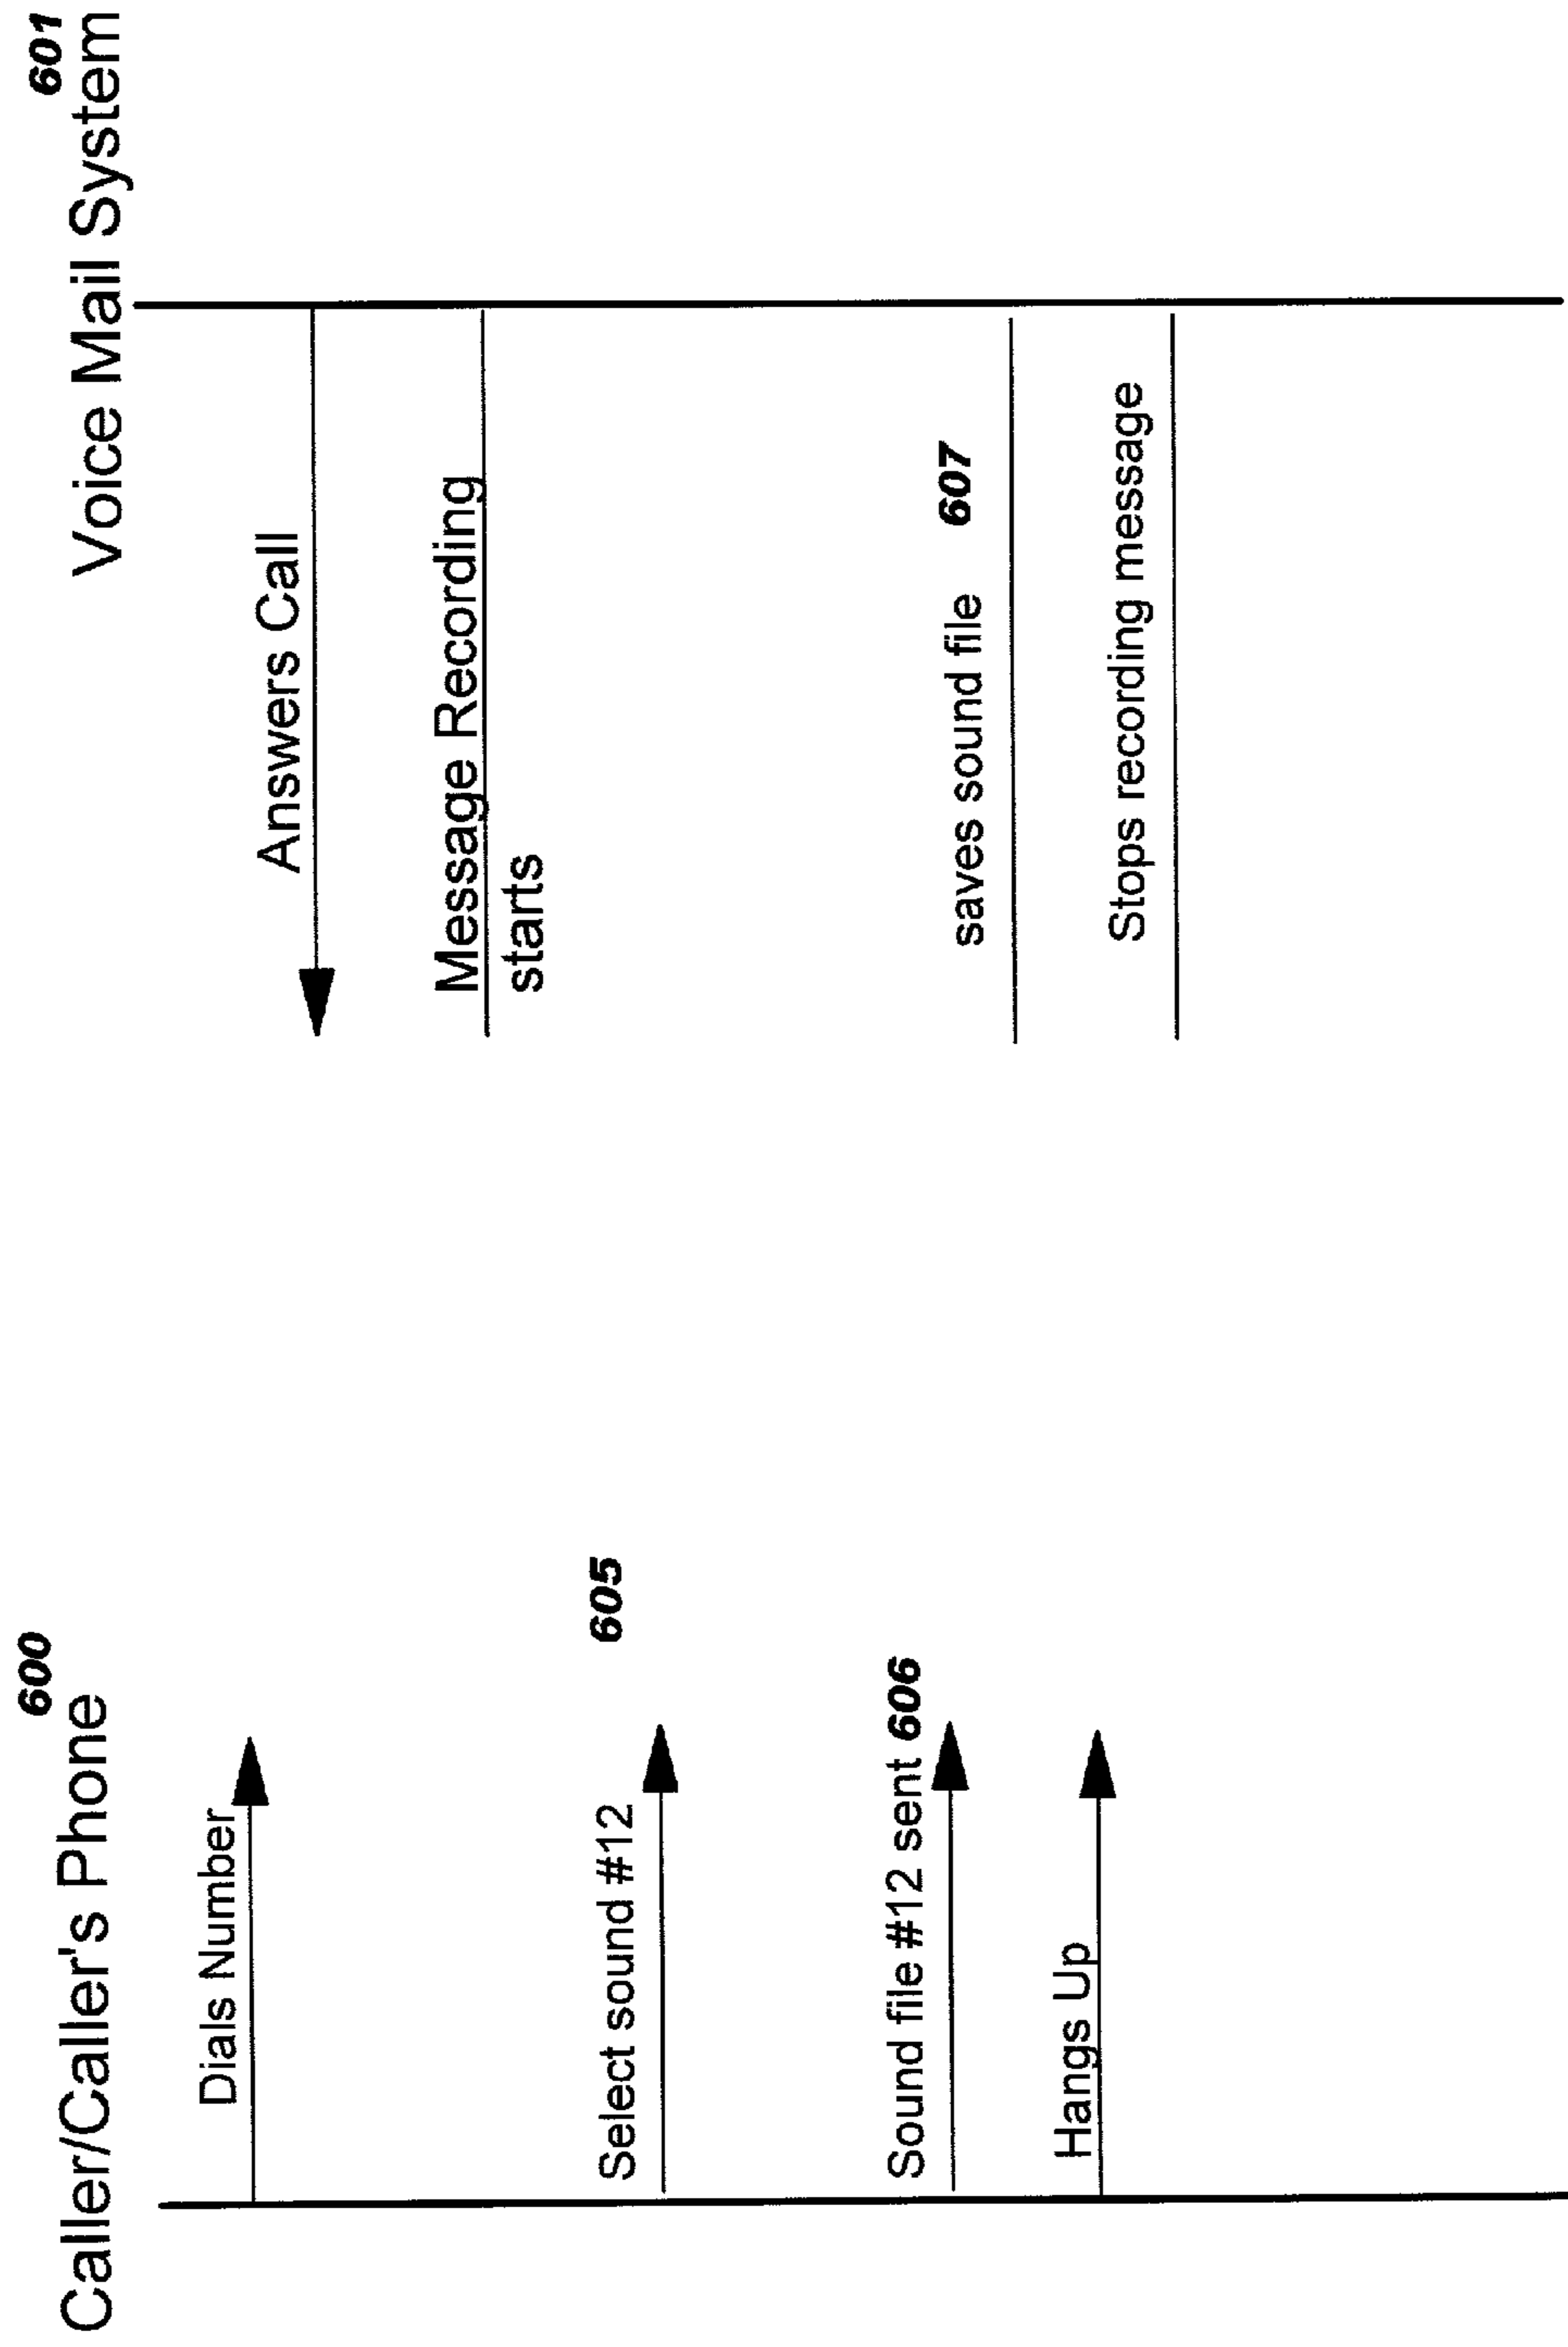 600
Caller/Caller's Phone
601
Voice Mail System
Dials Number
Answers Call
Message Recording
starts
Select sound #12
605
Sound file #12 sent 606
saves sound file 607
Hangs Up
Stops recording message